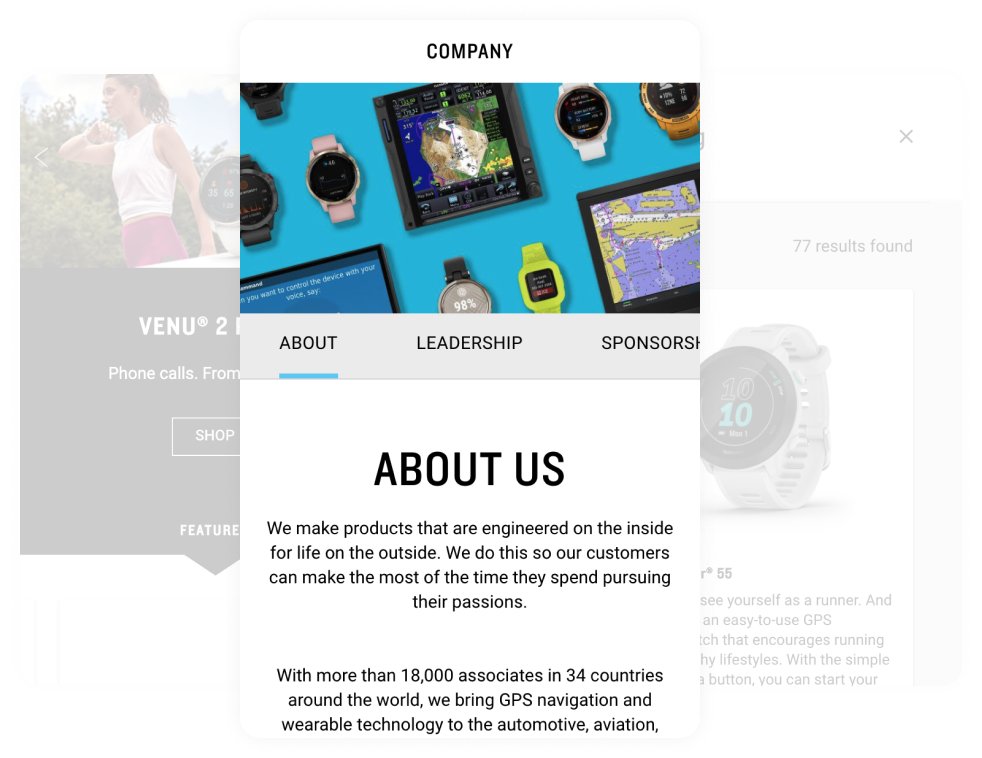 COMPANY
98%
ommand
n you want to control the device with your
voice, say:
ABOUT
LEADERSHIP
SPONSORSH
ABOUT US
We make products that are engineered on the inside
for life on the outside. We do this so our customers
can make the most of the time they spend pursuing
their passions.
With more than 18,000 associates in 34 countries
around the world, we bring GPS navigation and
wearable technology to the automotive, aviation,
VENU® 2
Phone calls. From
SHOP
FEATURE
77 results found
10
10
r® 55
see yourself as a runner. And
an easy-to-use GPS
tch that encourages running
hy lifestyles. With the simple
a button, you can start your